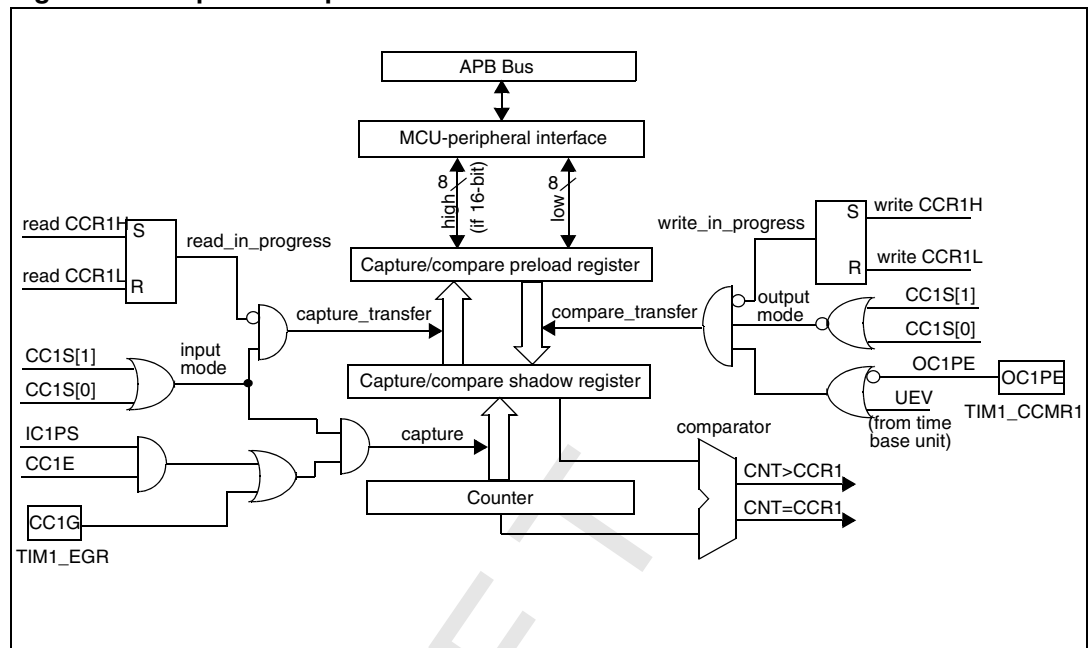 APB Bus
MCU-peripheral interface
8
high
(if 16-bit)
8
low
read CCR1H
S
read_in_progress
read CCR1L
R
write_in_progress
S
write CCR1H
R
write CCR1L
Capture/compare preload register
capture_transfer
compare_transfer
output
mode
CC1S[1]
CC1S[0]
CC1S[1]
CC1S[0]
input
mode
Capture/compare shadow register
OC1PE
OC1PE
UEV
TIM1_CCMR1
(from time
base unit)
IC1PS
CC1E
capture
comparator
CNT>CCR1
CNT=CCR1
Counter
CC1G
TIM1_EGR